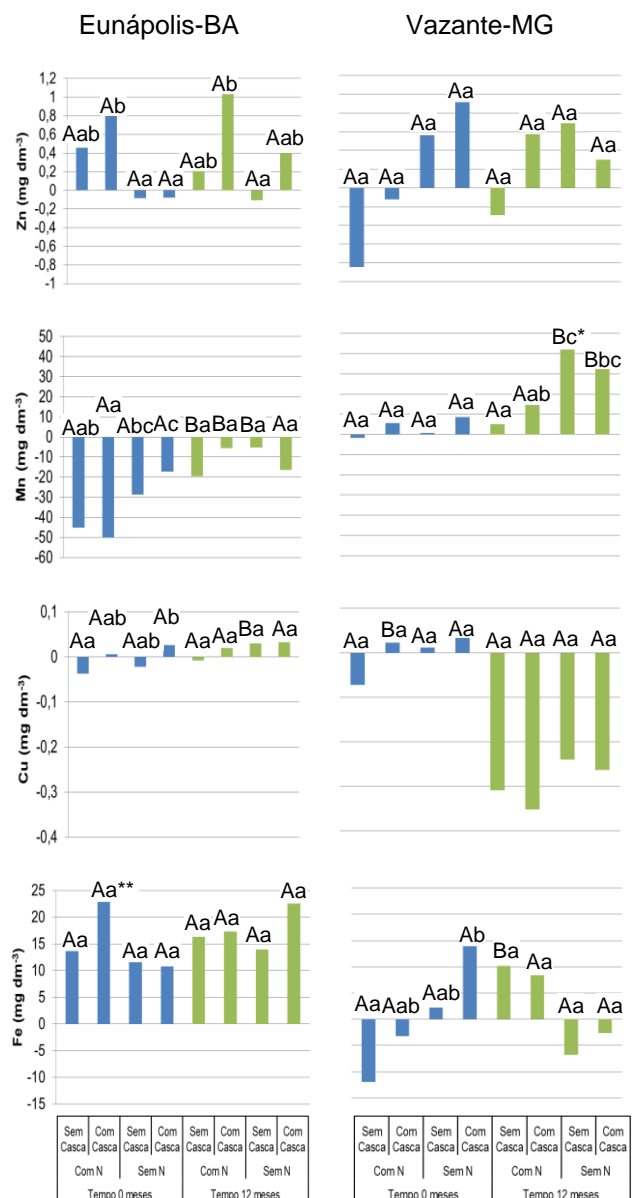 Eunápolis-BA
Vazante-MG
Zn (mg dm-3)
1,2
1
0,8
0,6
0,4
0,2
0
-0,2
-0,4
-0,6
-0,8
-1
Aab Ab Aa Aa Aab Ab Aa Aab
Aa Aa Aa Aa Aa Aa Aa Aa
Mn (mg dm-3)
50
40
30
20
10
0
-10
-20
-30
-40
-50
-60
Aab Aa Abc Ac Ba Ba Ba Aa
Aa Aa Aa Aa Aa Aab Bc* Bbc
Cu (mg dm-3)
0,1
0
-0,1
-0,2
-0,3
-0,4
Aa Aab Aab Ab Aa Aa Ba Aa
Aa Ba Aa Aa Aa Aa Aa Aa
Fe (mg dm-3)
25
20
15
10
5
0
-5
-10
-15
Aa Aa** Aa Aa Aa Aa Aa Aa
Aa Aab Aab Ab Ba Aa Aa Aa
Sem Casca Com Casca Sem Casca Com Casca Sem Casca Com Casca Sem Casca Com Casca
Com N Sem N Com N Sem N
Tempo 0 meses Tempo 12 meses
Sem Casca Com Casca Sem Casca Com Casca Sem Casca Com Casca Sem Casca Com Casca
Com N Sem N Com N Sem N
Tempo 0 meses Tempo 12 meses